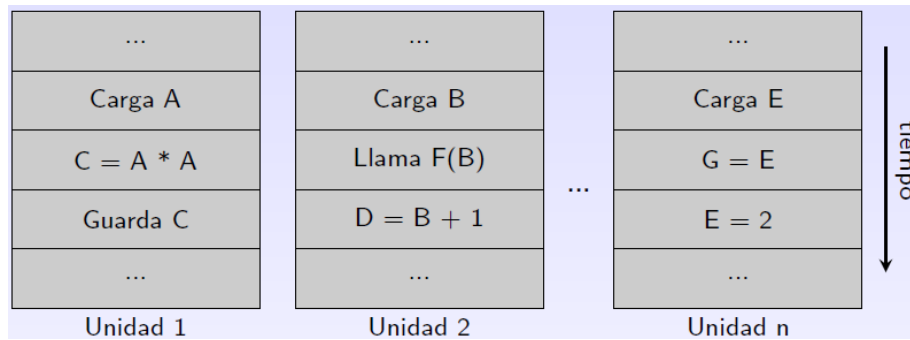 ...
Carga A
C = A * A
Guarda C
...
Unidad 1
...
Carga B
Llama F(B)
D = B + 1
...
Unidad 2
...
...
Carga E
G = E
E = 2
...
Unidad n
tiempo